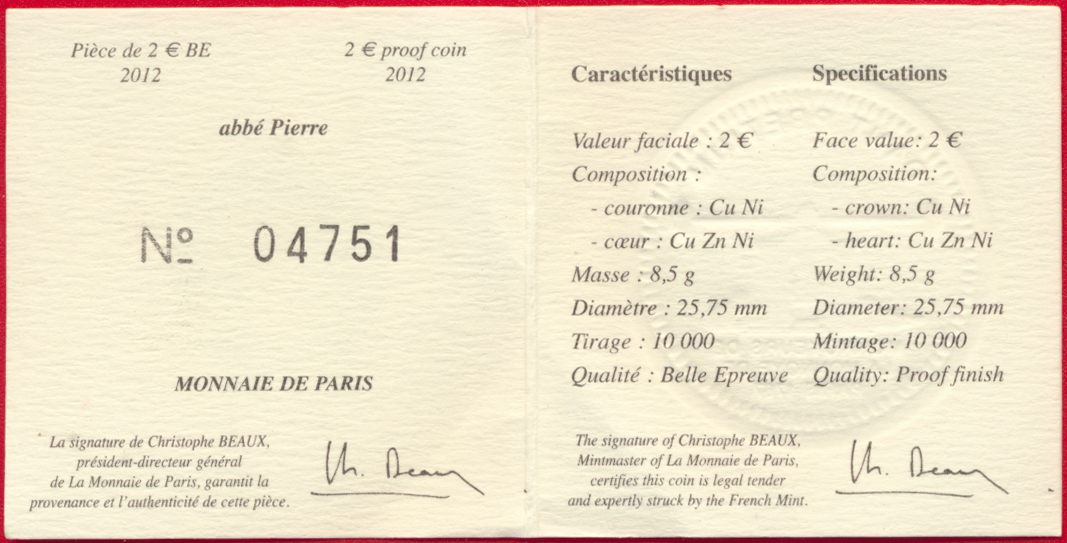 Pièce de 2 € BE
2012
2 € proof coin
2012
abbé Pierre
Nº 04751
MONNAIE DE PARIS
La signature de Christophe BEAUX,
président-directeur général
de La Monnaie de Paris, garantit la
provenance et l'authenticité de cette pièce.
Ch. Beaux
Caractéristiques
Valeur faciale : 2 €
Composition :
- couronne : Cu Ni
- cœur : Cu Zn Ni
Masse : 8,5 g
Diamètre : 25,75 mm
Tirage : 10 000
Qualité : Belle Epreuve
Specifications
Face value: 2 €
Composition:
- crown: Cu Ni
- heart: Cu Zn Ni
Weight: 8,5 g
Diameter: 25,75 mm
Mintage: 10 000
Quality: Proof finish
The signature of Christophe BEAUX,
Mintmaster of La Monnaie de Paris,
certifies this coin is legal tender
and expertly struck by the French Mint.
Ch. Beaux